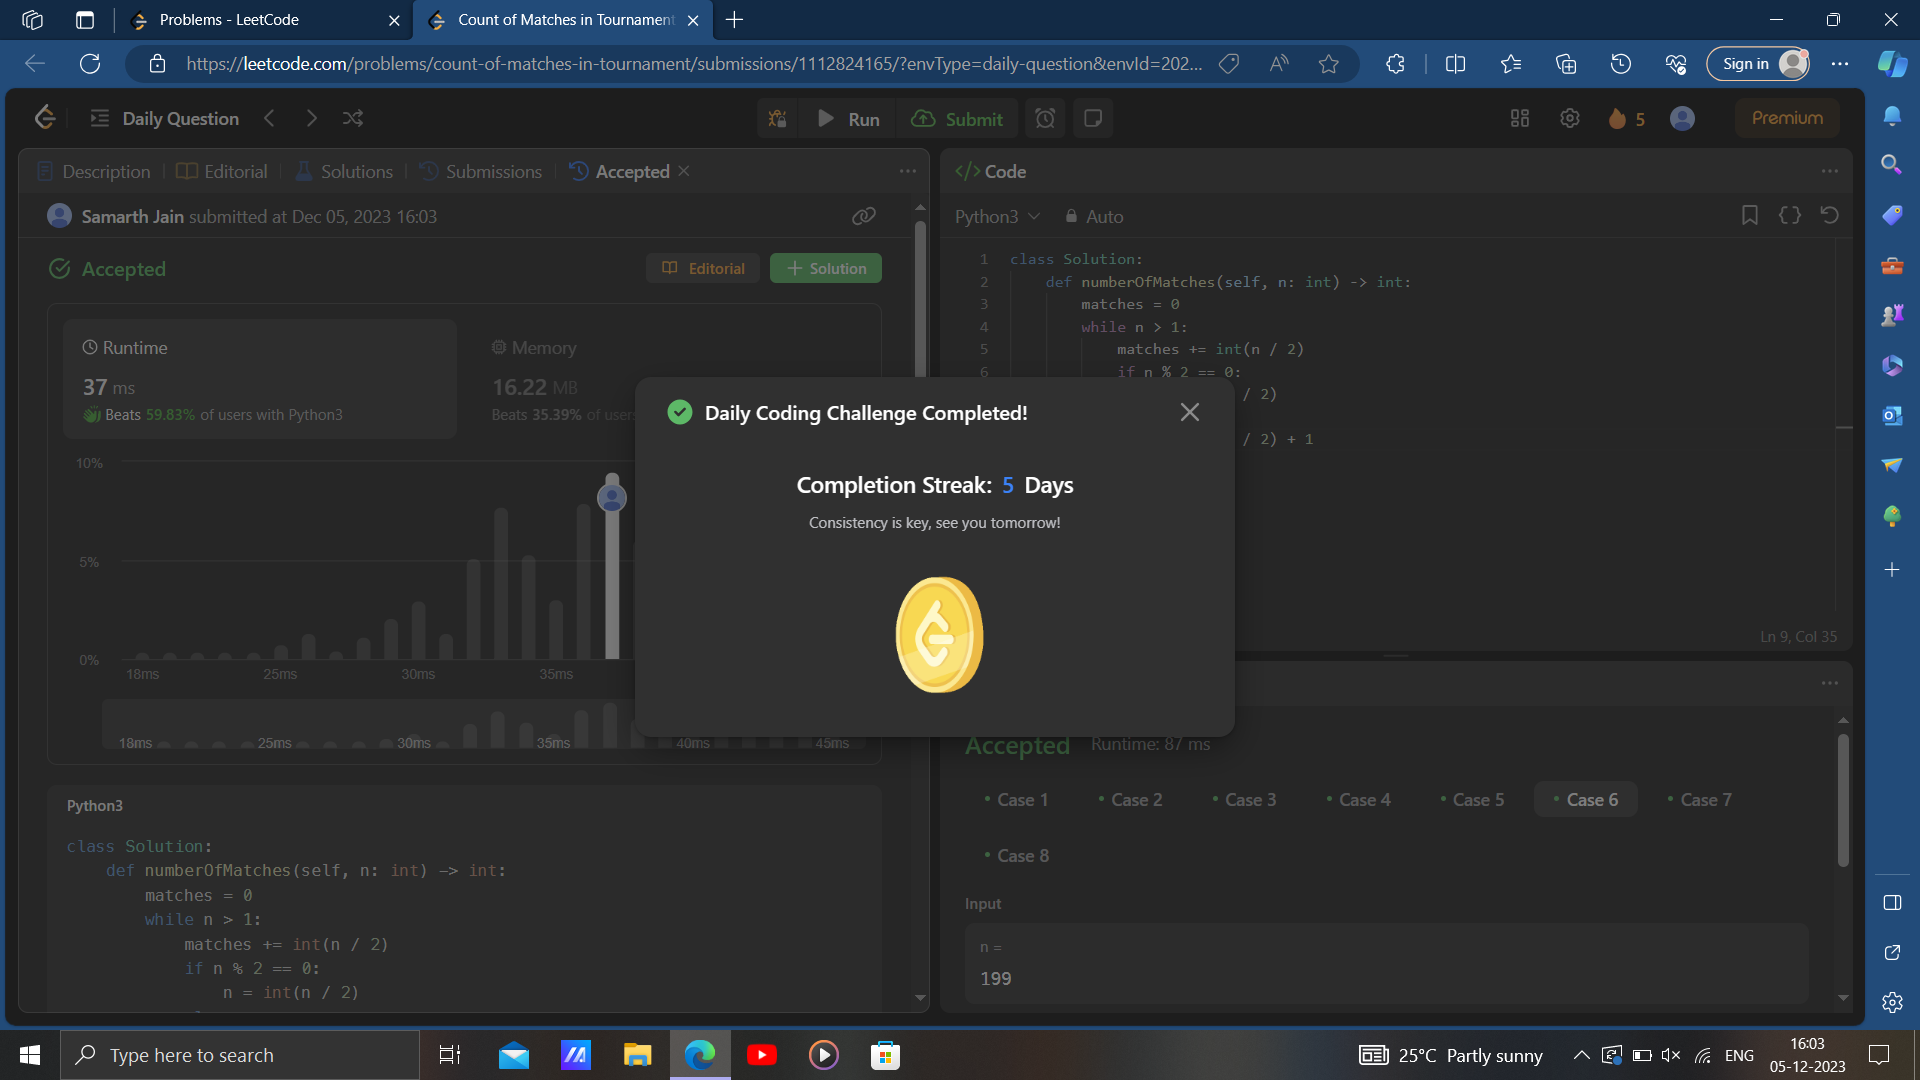 Problems - LeetCode
Count of Matches in Tournament
https://leetcode.com/problems/count-of-matches-in-tournament/submissions/1112824165/?envType=daily-question&envId=202...
Sign in
Daily Question
Run
Submit
5
Premium
Description
Editorial
Solutions
Submissions
Accepted
Samarth Jain submitted at Dec 05, 2023 16:03
Accepted
Editorial
+ Solution
Runtime
37 ms
Beats 59.83% of users with Python3
Memory
16.22 MB
Beats 35.39% of users
10%
5%
0%
18ms
25ms
30ms
35ms
18ms
25ms
30ms
35ms
40ms
45ms
Python3
class Solution:
def numberOfMatches(self, n: int) -> int:
matches = 0
while n > 1:
matches += int(n / 2)
if n % 2 == 0:
n = int(n / 2)
</> Code
Python3
Auto
1 class Solution:
2 def numberOfMatches(self, n: int) -> int:
3 matches = 0
4 while n > 1:
5 matches += int(n / 2)
6 if n % 2 == 0:
/ 2)
/ 2) + 1
Ln 9, Col 35
Daily Coding Challenge Completed!
Completion Streak: 5 Days
Consistency is key, see you tomorrow!
Accepted
Runtime: 87 ms
Case 1
Case 2
Case 3
Case 4
Case 5
Case 6
Case 7
Case 8
Input
n =
199
Type here to search
25°C Partly sunny
ENG
16:03
05-12-2023